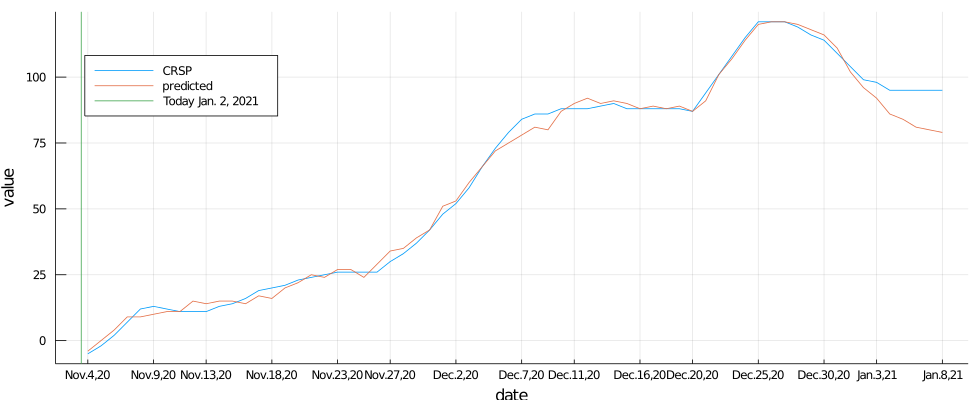 CRSP
predicted
Today Jan. 2, 2021
100
75
50
25
0
value
Nov.4,20 Nov.9,20 Nov.13,20 Nov.18,20 Nov.23,20 Nov.27,20 Dec.2,20 Dec.7,20 Dec.11,20 Dec.16,20 Dec.20,20 Dec.25,20 Dec.30,20 Jan.3,21 Jan.8,21
date